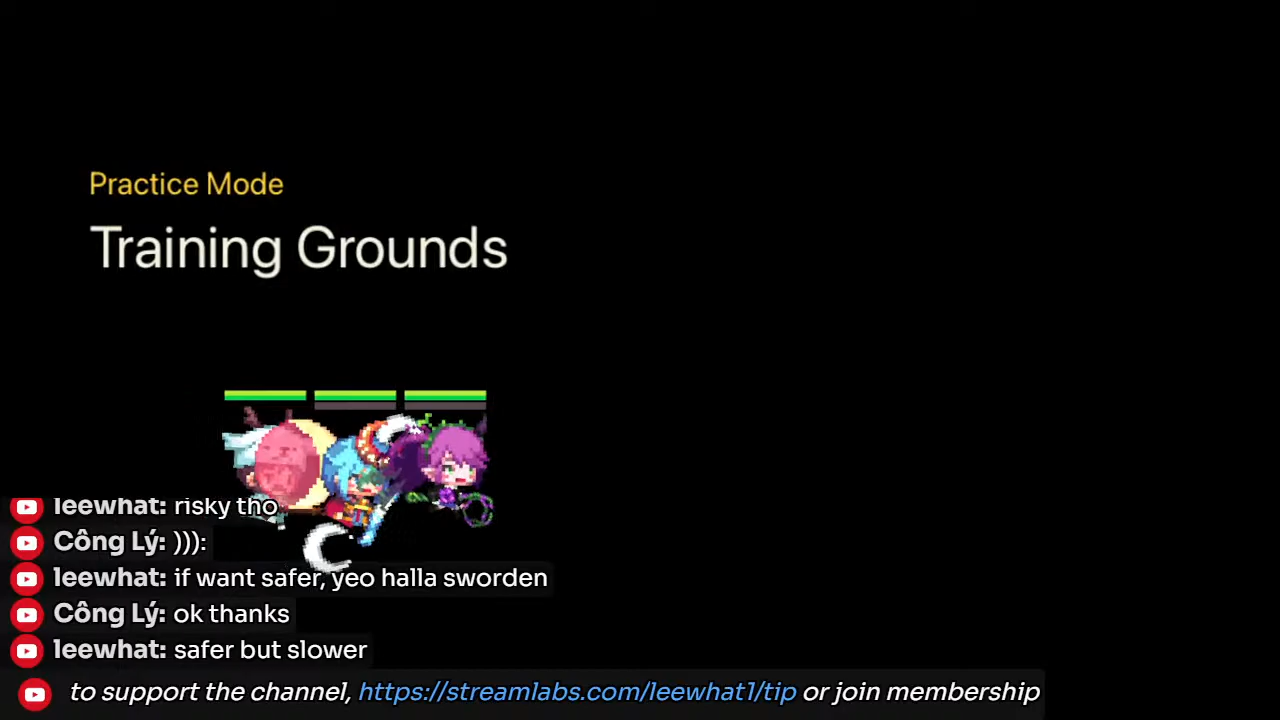 Practice Mode
Training Grounds
leewhat: risky tho
Công Lý: ))):
leewhat: if want safer, yeo halla sworden
Công Lý: ok thanks
leewhat: safer but slower
to support the channel, https://streamlabs.com/leewhat1/tip or join membership